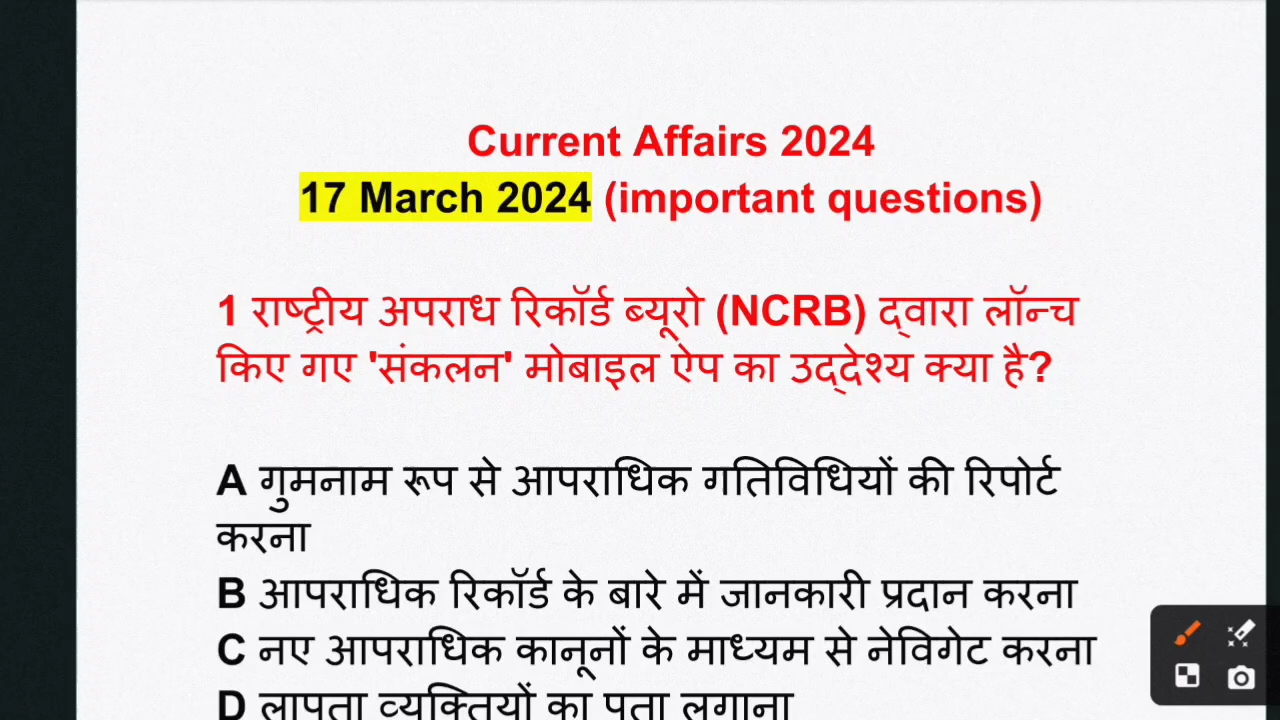 Current Affairs 2024
17 March 2024 (important questions)
1 राष्ट्रीय अपराध रिकॉर्ड ब्यूरो (NCRB) द्वारा लॉन्च
किए गए 'संकलन' मोबाइल ऐप का उद्देश्य क्या है?
A गुमनाम रूप से आपराधिक गतिविधियों की रिपोर्ट
करना
B आपराधिक रिकॉर्ड के बारे में जानकारी प्रदान करना
C नए आपराधिक कानूनों के माध्यम से नेविगेट करना
D लापता व्यक्तियों का पता लगाना